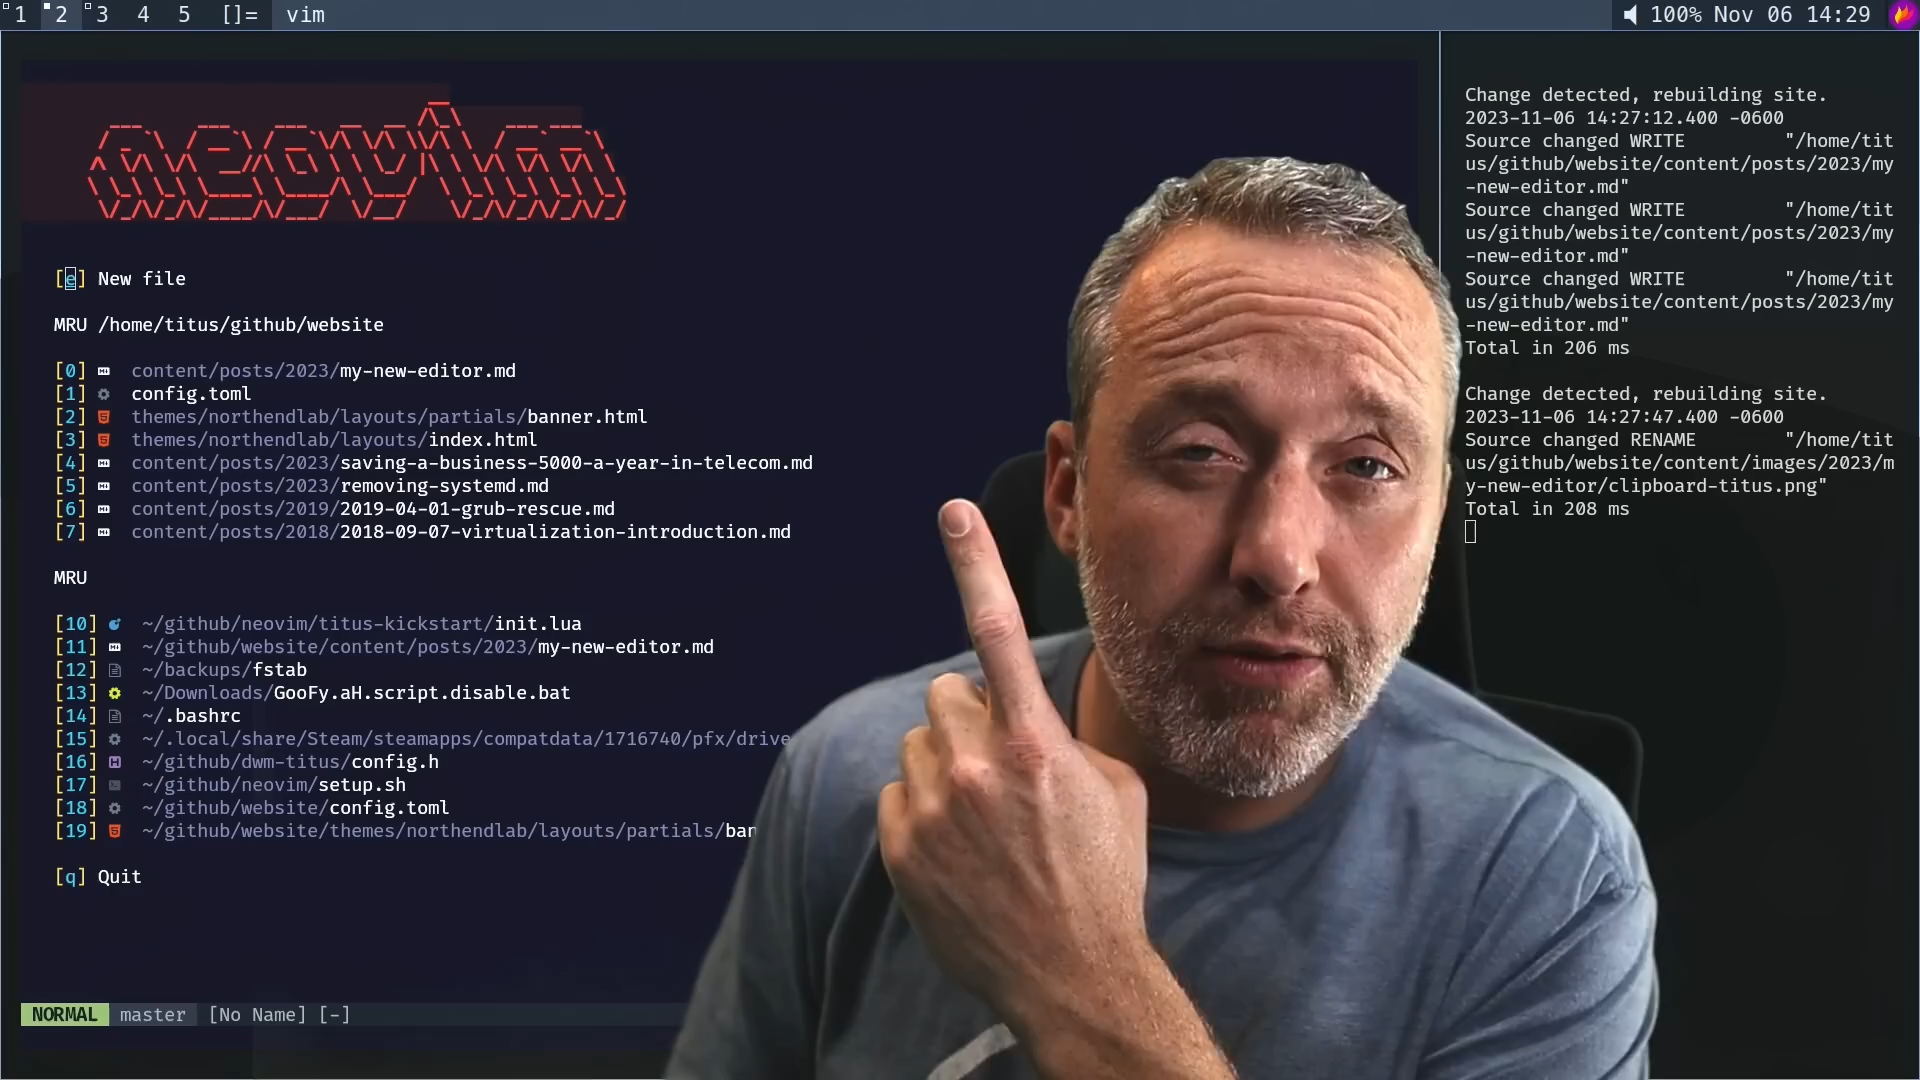 1 2 3 4 5 []= vim
100% Nov 06 14:29
neovim
[e] New file
MRU /home/titus/github/website
[0] content/posts/2023/my-new-editor.md
[1] config.toml
[2] themes/northendlab/layouts/partials/banner.html
[3] themes/northendlab/layouts/index.html
[4] content/posts/2023/saving-a-business-5000-a-year-in-telecom.md
[5] content/posts/2023/removing-systemd.md
[6] content/posts/2019/2019-04-01-grub-rescue.md
[7] content/posts/2018/2018-09-07-virtualization-introduction.md
MRU
[10] ~/github/neovim/titus-kickstart/init.lua
[11] ~/github/website/content/posts/2023/my-new-editor.md
[12] ~/backups/fstab
[13] ~/Downloads/GooFy.aH.script.disable.bat
[14] ~/.bashrc
[15] ~/.local/share/Steam/steamapps/compatdata/1716740/pfx/drive
[16] ~/github/dwm-titus/config.h
[17] ~/github/neovim/setup.sh
[18] ~/github/website/config.toml
[19] ~/github/website/themes/northendlab/layouts/partials/ban
[q] Quit
NORMAL master [No Name] [-]
Change detected, rebuilding site.
2023-11-06 14:27:12.400 -0600
Source changed WRITE "/home/tit
us/github/website/content/posts/2023/my
-new-editor.md"
Source changed WRITE "/home/tit
us/github/website/content/posts/2023/my
-new-editor.md"
Source changed WRITE "/home/tit
us/github/website/content/posts/2023/my
-new-editor.md"
Total in 206 ms
Change detected, rebuilding site.
2023-11-06 14:27:47.400 -0600
Source changed RENAME "/home/tit
us/github/website/content/images/2023/m
y-new-editor/clipboard-titus.png"
Total in 208 ms